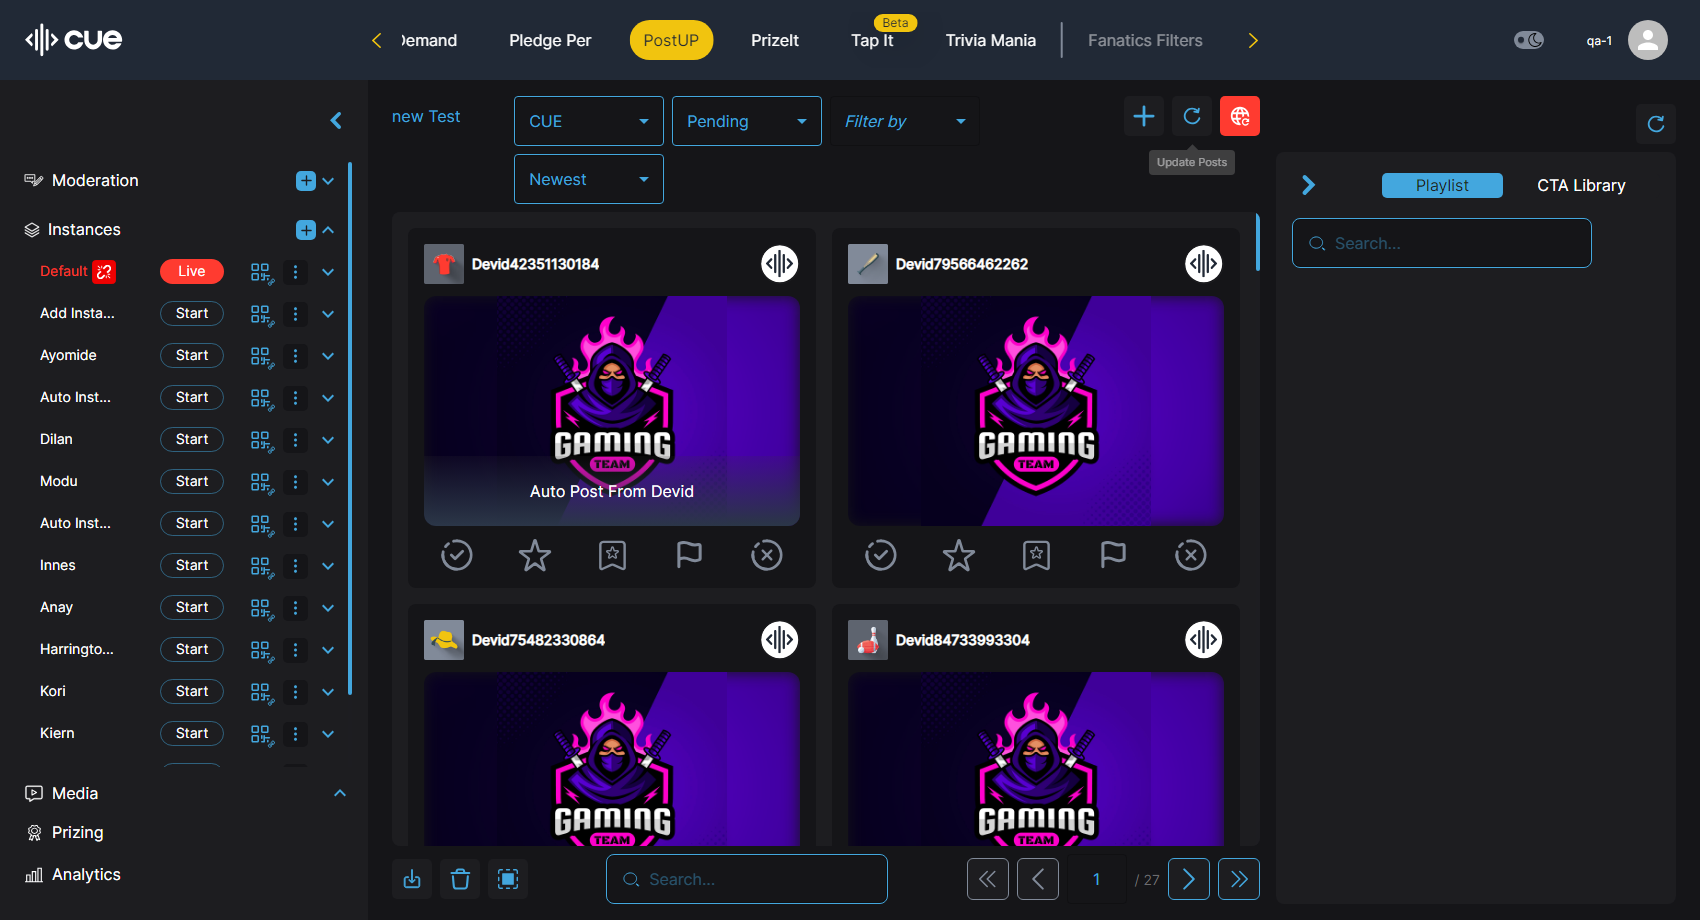 cue
Demand
Pledge Per
PostUP
PrizeIt
Beta
Tap It
Trivia Mania
Fanatics Filters
qa-1
Moderation
Instances
Default
Live
Add Insta...
Start
Ayomide
Start
Auto Inst...
Start
Dilan
Start
Modu
Start
Auto Inst...
Start
Innes
Start
Anay
Start
Harringto...
Start
Kori
Start
Kiern
Start
Media
Prizing
Analytics
new Test
CUE
Pending
Filter by
Newest
Update Posts
Devid42351130184
GAMING
TEAM
Auto Post From Devid
Devid79566462262
GAMING
TEAM
Devid75482330864
GAMING
TEAM
Devid84733993304
GAMING
TEAM
Search...
1
/ 27
Playlist
CTA Library
Search...